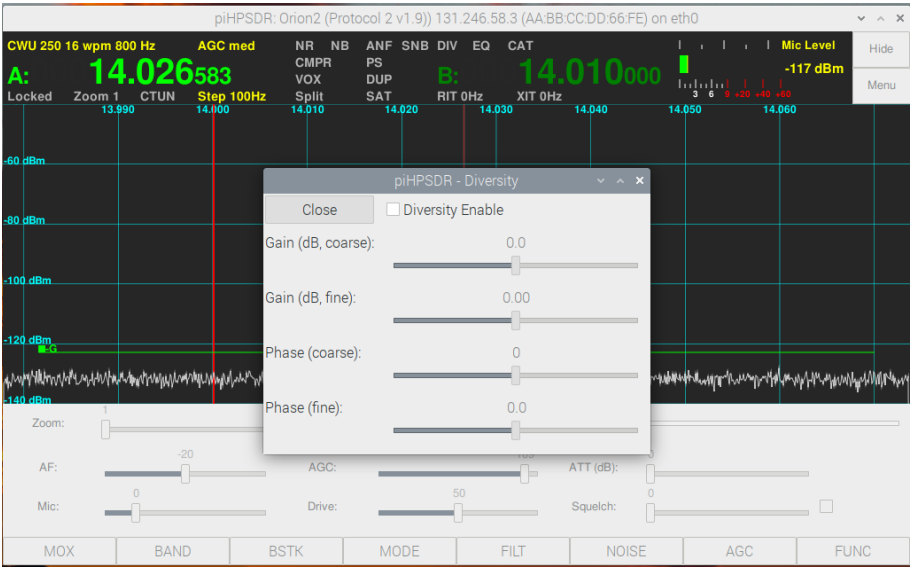 piHPSDR: Orion2 (Protocol 2 v1.9)) 131.246.58.3 (AA:BB:CC:DD:66:FE) on eth0
CWU 250 16 wpm 800 Hz AGC med NR NB ANF SNB DIV EQ CAT Mic Level Hide
CMPR PS
A: 14.026583 VOX DUP B: 14.010000 -117 dBm
Locked Zoom 1 CTUN Step 100Hz Split SAT RIT 0Hz XIT 0Hz 3 6 9 +20 +40 +60 Menu
13.990 14.000 14.010 14.020 14.030 14.040 14.050 14.060
-60 dBm
piHPSDR - Diversity
Close Diversity Enable
-80 dBm
Gain (dB, coarse): 0.0
-100 dBm
Gain (dB, fine): 0.00
-120 dBm
-G
Phase (coarse): 0
-140 dBm
Phase (fine): 0.0
Zoom: 1
AF: -20 AGC: ATT (dB):
Mic: 0 Drive: 50 Squelch: 0
MOX BAND BSTK MODE FILT NOISE AGC FUNC